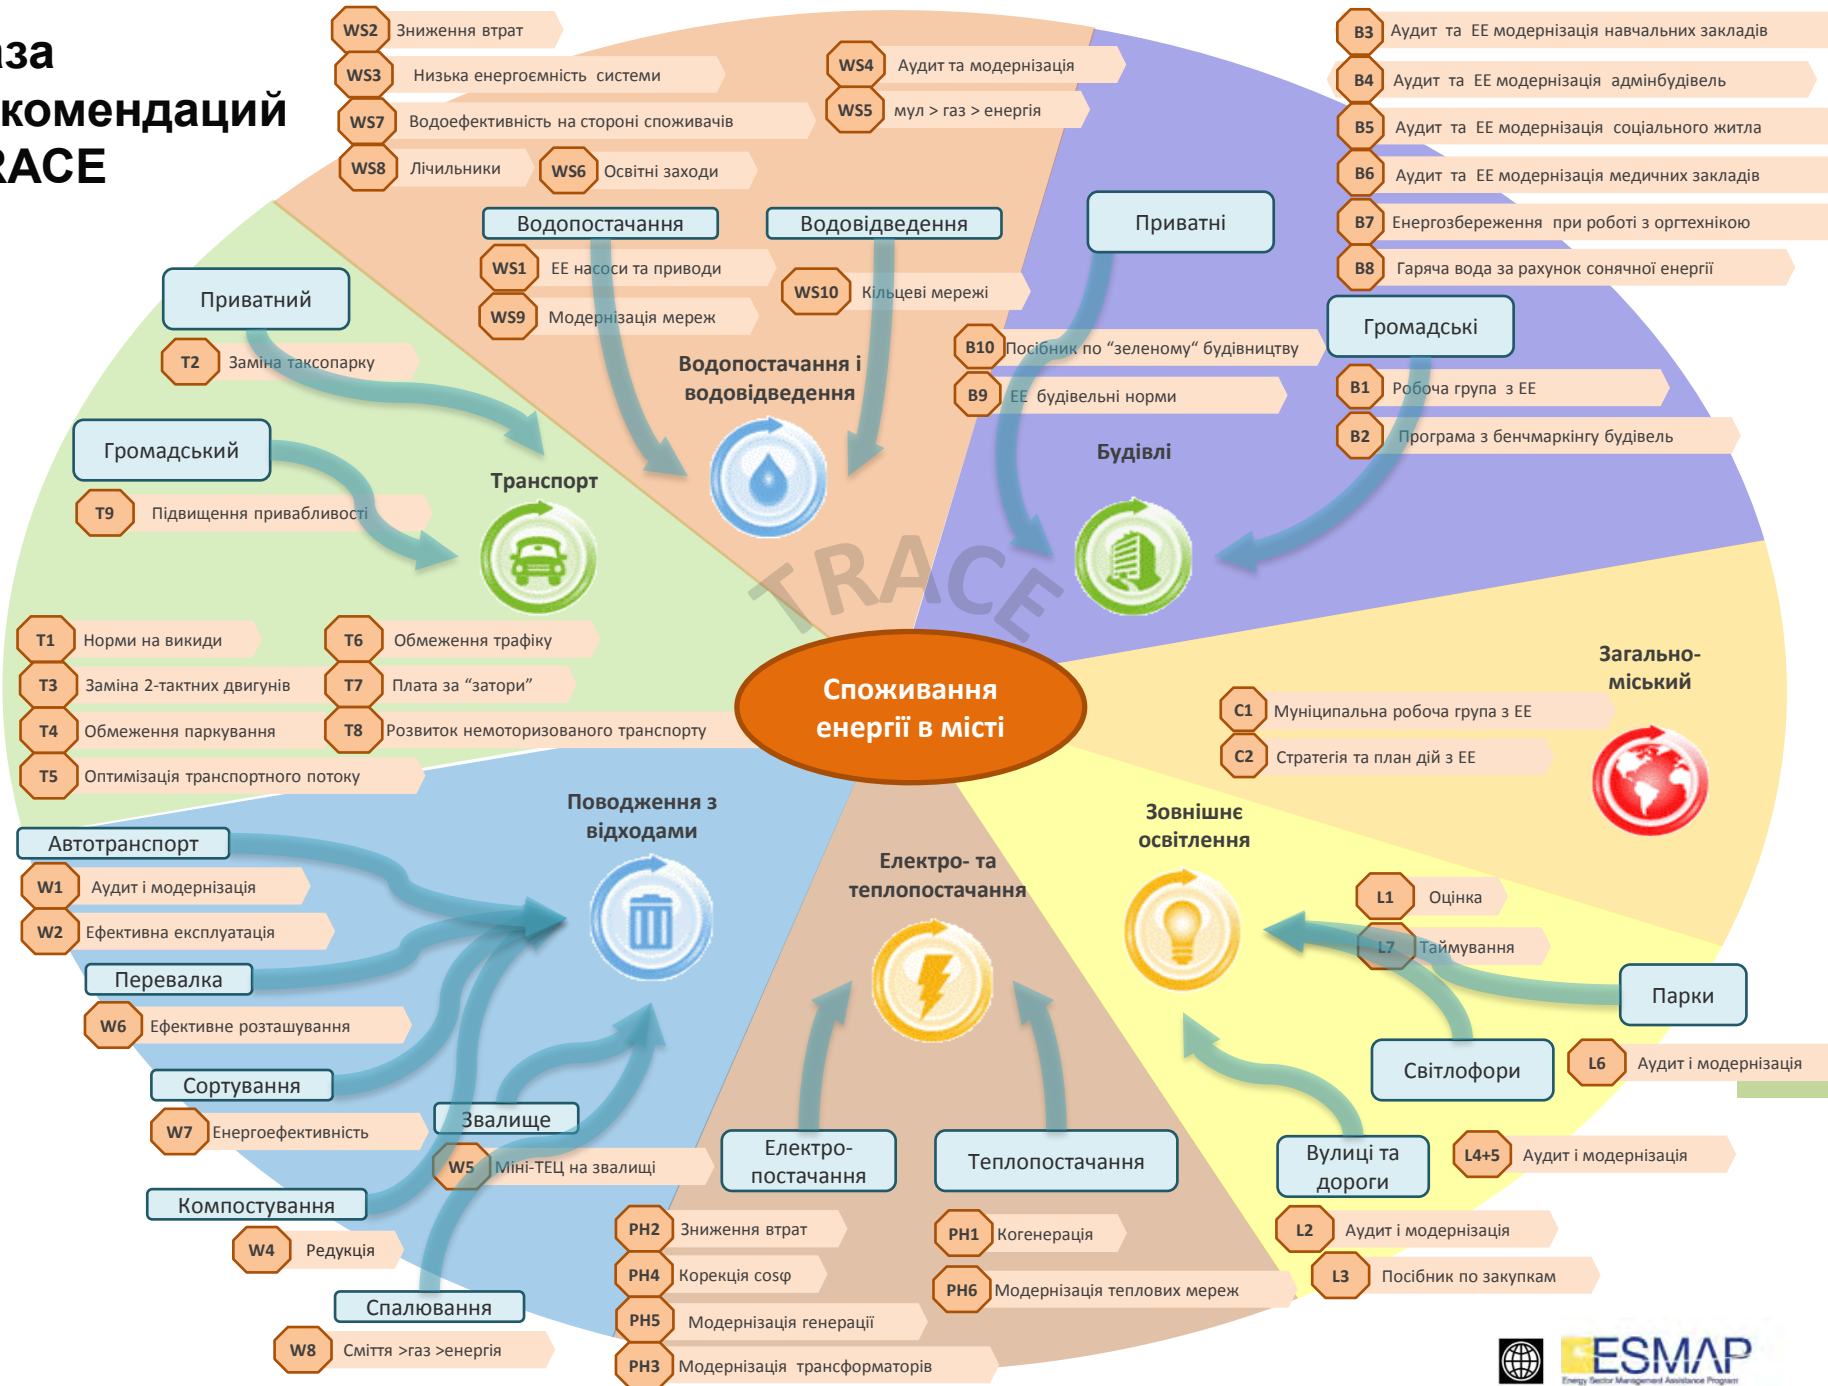 аза
комендаций
RACE
WS2 Зниження втрат
WS3 Низька енергоємність системи
WS7 Водоефективність на стороні споживачів
WS8 Лічильники
WS6 Освітні заходи
WS4 Аудит та модернізація
WS5 мул > газ > енергія
B3 Аудит та ЕЕ модернізація навчальних закладів
B4 Аудит та ЕЕ модернізація адмінбудівель
B5 Аудит та ЕЕ модернізація соціального житла
B6 Аудит та ЕЕ модернізація медичних закладів
B7 Енергозбереження при роботі з оргтехнікою
B8 Гаряча вода за рахунок сонячної енергії
Водопостачання
WS1 ЕЕ насоси та приводи
WS9 Модернізація мереж
Водовідведення
WS10 Кільцеві мережі
Водопостачання і
водовідведення
Приватні
B10 Посібник по “зеленому“ будівництву
B9 ЕЕ будівельні норми
Громадські
B1 Робоча група з ЕЕ
B2 Програма з бенчмаркінгу будівель
Будівлі
Приватний
T2 Заміна таксопарку
Громадський
T9 Підвищення привабливості
Транспорт
T1 Норми на викиди
T3 Заміна 2-тактних двигунів
T4 Обмеження паркування
T5 Оптимізація транспортного потоку
T6 Обмеження трафіку
T7 Плата за “затори”
T8 Розвиток немоторизованого транспорту
TRACE
Споживання
енергії в місті
Загально-
міський
C1 Муніципальна робоча група з ЕЕ
C2 Стратегія та план дій з ЕЕ
Поводження з
відходами
Автотранспорт
W1 Аудит і модернізація
W2 Ефективна експлуатація
Перевалка
W6 Ефективне розташування
Сортування
W7 Енергоефективність
Звалище
W5 Міні-ТЕЦ на звалищі
Компостування
W4 Редукція
Спалювання
W8 Сміття >газ >енергія
Електро- та
теплопостачання
Електро-
постачання
PH2 Зниження втрат
PH4 Корекція cosφ
PH5 Модернізація генерації
PH3 Модернізація трансформаторів
Теплопостачання
PH1 Когенерація
PH6 Модернізація теплових мереж
Зовнішнє
освітлення
L1 Оцінка
L7 Таймування
Парки
L6 Аудит і модернізація
Світлофори
L4+5 Аудит і модернізація
Вулиці та
дороги
L2 Аудит і модернізація
L3 Посібник по закупкам
ESMAP
Energy Sector Management Assistance Program